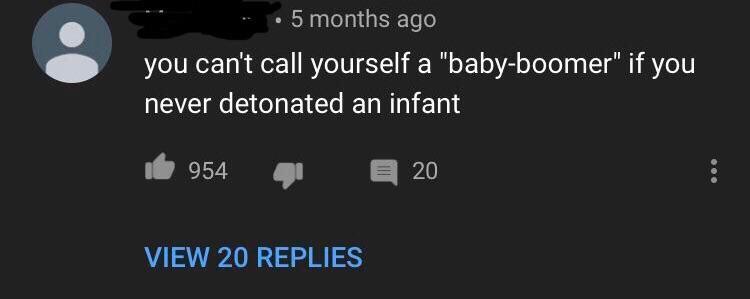 • 5 months ago
you can't call yourself a "baby-boomer" if you
never detonated an infant
954 20
VIEW 20 REPLIES